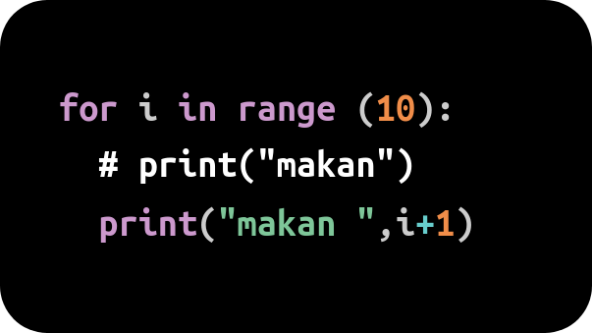 for i in range (10):
# print("makan")
print("makan ",i+1)